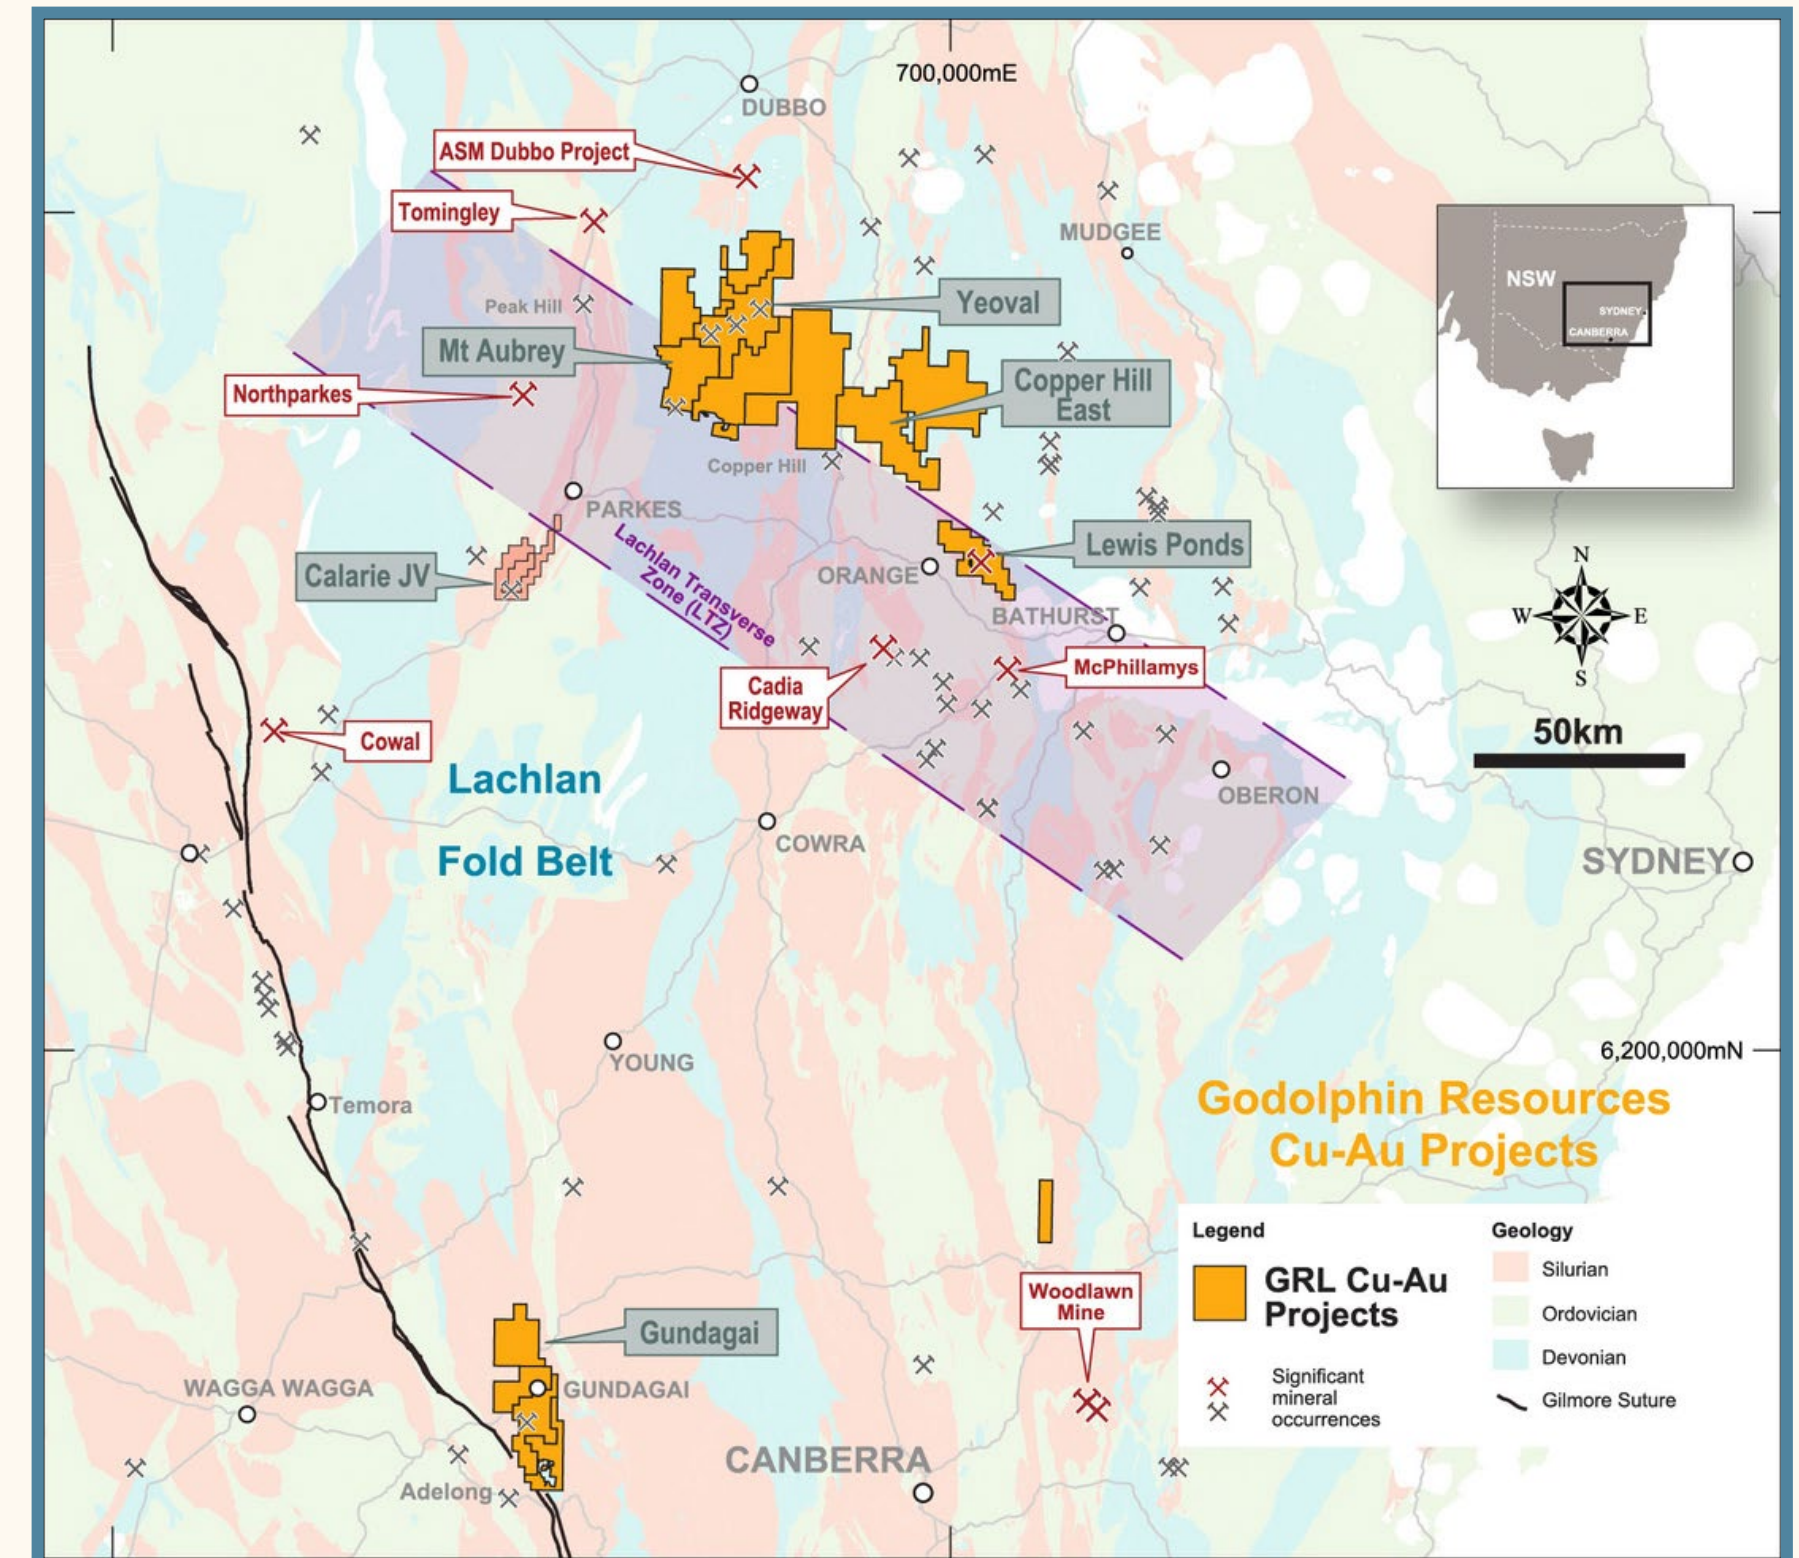 700,000mE
DUBBO
ASM Dubbo Project
Tomingley
MUDGEE
NSW
SYDNEY
CANBERRA
Peak Hill
Yeoval
Mt Aubrey
Northparkes
Copper Hill
East
Copper Hill
PARKES
Lachlan Transverse
Zone (LTZ)
Lewis Ponds
Calarie JV
ORANGE
BATHURST
N
W
E
S
McPhillamys
Cadia
Ridgeway
50km
Cowal
Lachlan
Fold Belt
OBERON
COWRA
SYDNEY
YOUNG
6,200,000mN
Temora
Godolphin Resources
Cu-Au Projects
Legend
GRL Cu-Au
Projects
Significant
mineral
occurrences
Geology
Silurian
Ordovician
Devonian
Gilmore Suture
Woodlawn
Mine
Gundagai
WAGGA WAGGA
GUNDAGAI
CANBERRA
Adelong